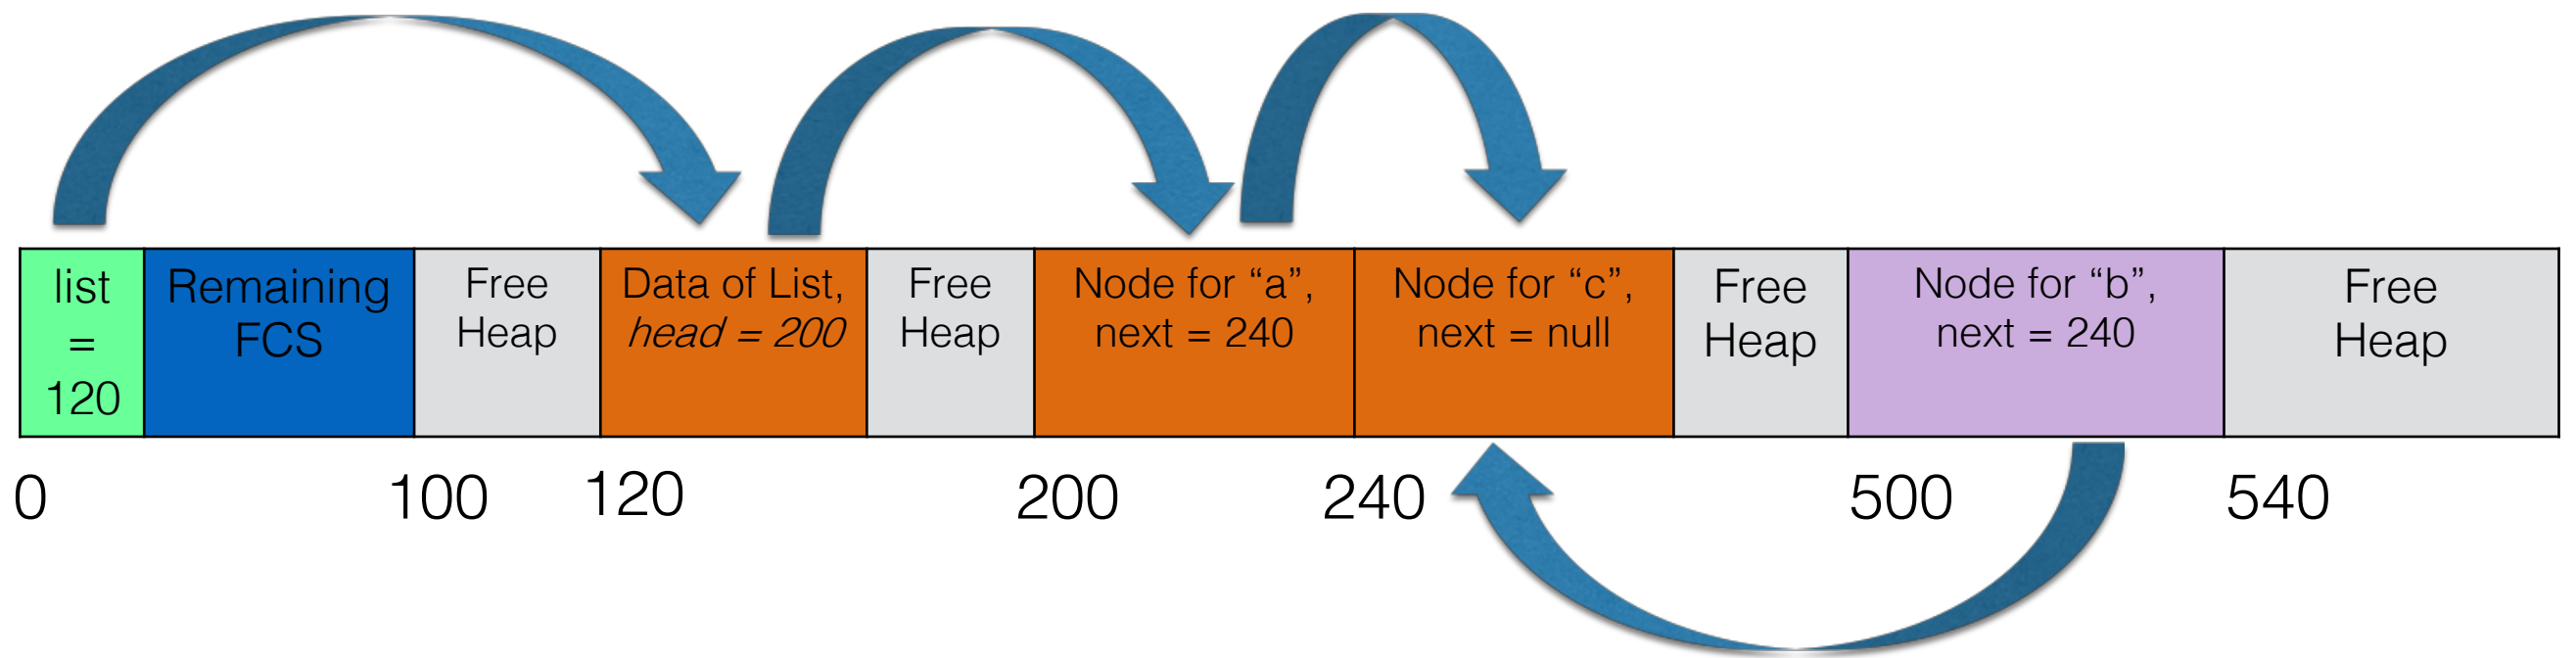 list
=
120
Remaining
FCS
Free
Heap
Data of List,
head = 200
Free
Heap
Node for “a”,
next = 240
Node for “c”,
next = null
Free
Heap
Node for “b”,
next = 240
Free
Heap
0
100
120
200
240
500
540